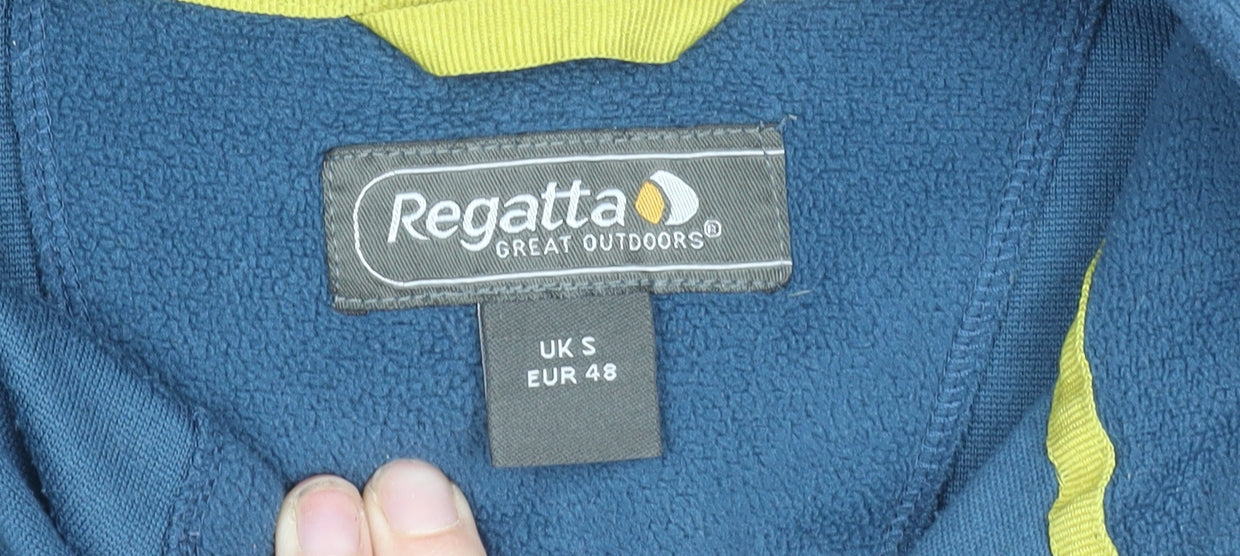 Regatta
GREAT OUTDOORS®
UK S
EUR 48